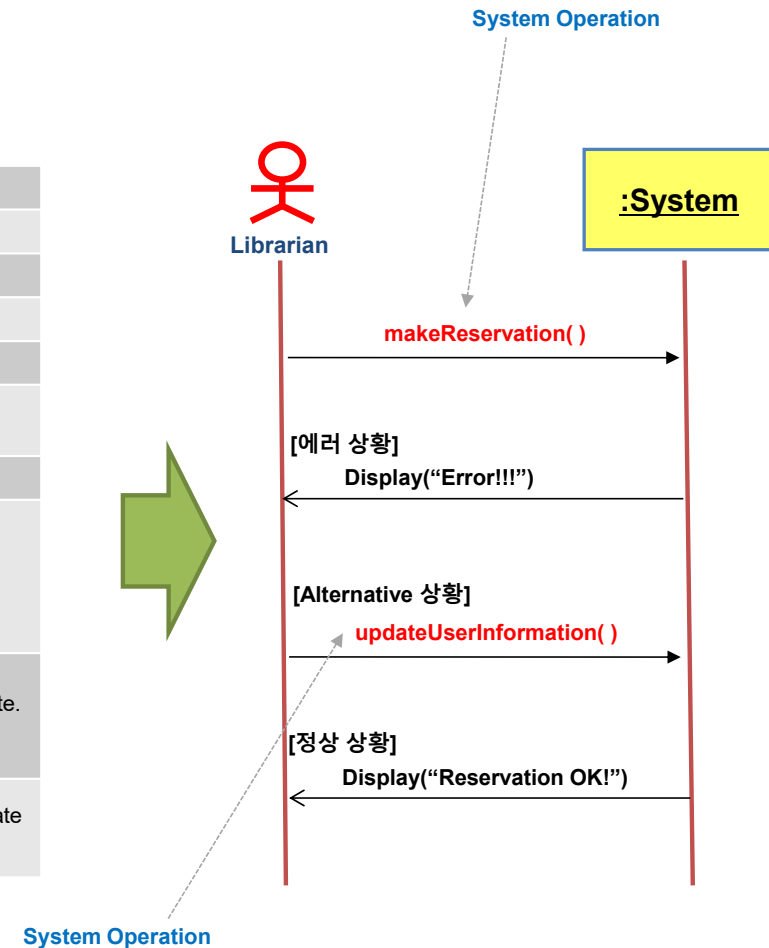 System Operation
:System
Librarian
makeReservation( )
[에러 상황]
Display(“Error!!!”)
[Alternative 상황]
updateUserInformation( )
[정상 상황]
Display(“Reservation OK!”)
System Operation